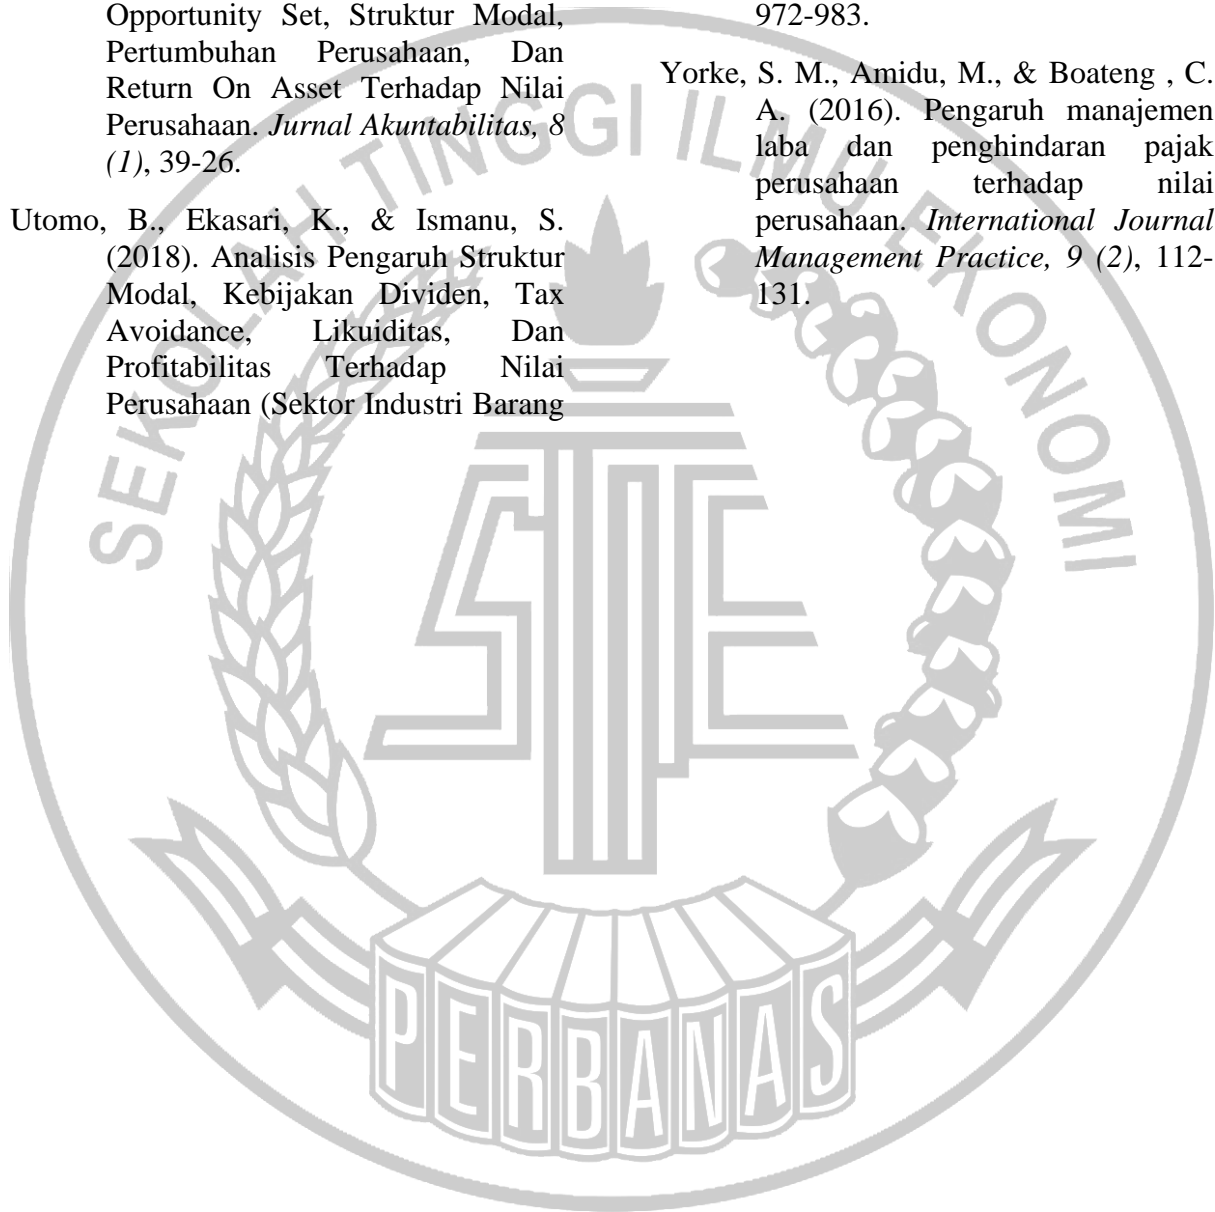 Opportunity Set, Struktur Modal,
Pertumbuhan Perusahaan, Dan
Return On Asset Terhadap Nilai
Perusahaan. Jurnal Akuntabilitas, 8
(1), 39-26.
Utomo, B., Ekasari, K., & Ismanu, S.
(2018). Analisis Pengaruh Struktur
Modal, Kebijakan Dividen, Tax
Avoidance, Likuiditas, Dan
Profitabilitas Terhadap Nilai
Perusahaan (Sektor Industri Barang
972-983.
Yorke, S. M., Amidu, M., & Boateng , C.
A. (2016). Pengaruh manajemen
laba dan penghindaran pajak
perusahaan terhadap nilai
perusahaan. International Journal
Management Practice, 9 (2), 112-
131.
SEKOLAH TINGGI ILMU EKONOMI
STIE
PERBANAS